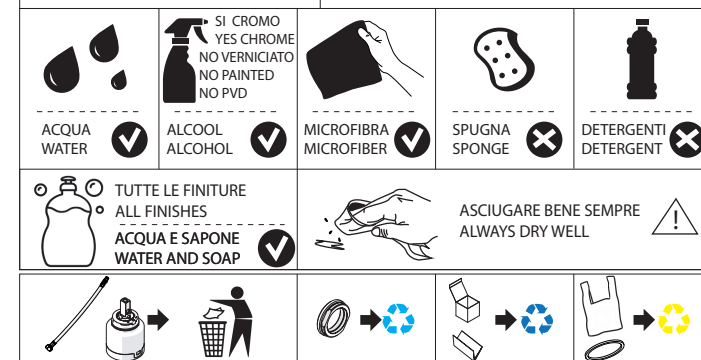 SI CROMO
YES CHROME
NO VERNICIATO
NO PAINTED
NO PVD
ACQUA
WATER
ALCOOL
ALCOHOL
MICROFIBRA
MICROFIBER
SPUGNA
SPONGE
DETERGENTI
DETERGENT
TUTTE LE FINITURE
ALL FINISHES
ACQUA E SAPONE
WATER AND SOAP
ASCIUGARE BENE SEMPRE
ALWAYS DRY WELL
!